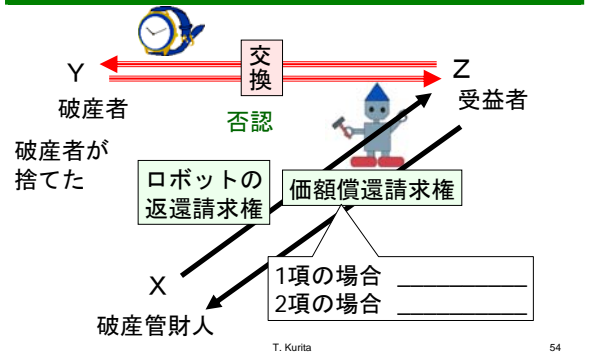 交
換
Y
Z
破産者
受益者
否認
破産者が
捨てた
ロボットの
返還請求権
価額償還請求権
X
1項の場合 ___________
2項の場合 ___________
破産管財人
T. Kurita
54